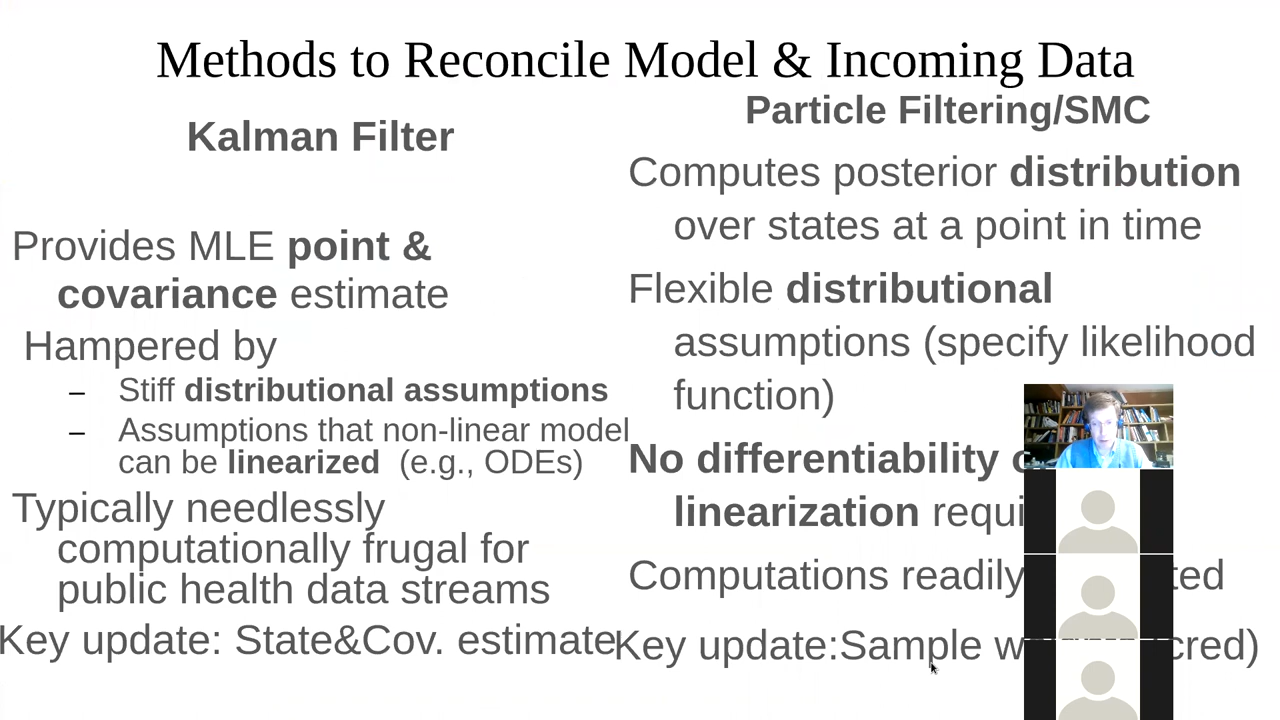 Methods to Reconcile Model & Incoming Data
Kalman Filter
Provides MLE point &
covariance estimate
Hampered by
– Stiff distributional assumptions
– Assumptions that non-linear model
can be linearized (e.g., ODEs)
Typically needlessly
computationally frugal for
public health data streams
Key update: State&Cov. estimate
Particle Filtering/SMC
Computes posterior distribution
over states at a point in time
Flexible distributional
assumptions (specify likelihood
function)
No differentiability
linearization
Computations readily
Key update:Sample